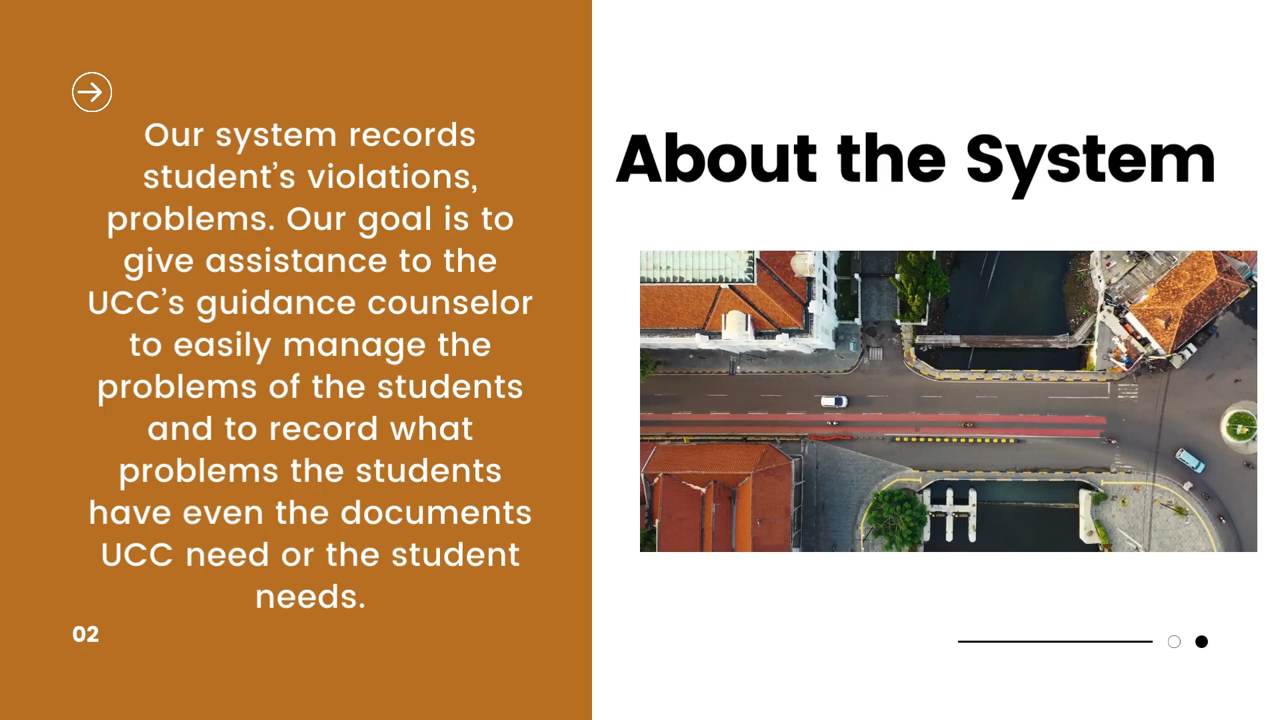 Our system records
student’s violations,
problems. Our goal is to
give assistance to the
UCC’s guidance counselor
to easily manage the
problems of the students
and to record what
problems the students
have even the documents
UCC need or the student
needs.
02
About the System